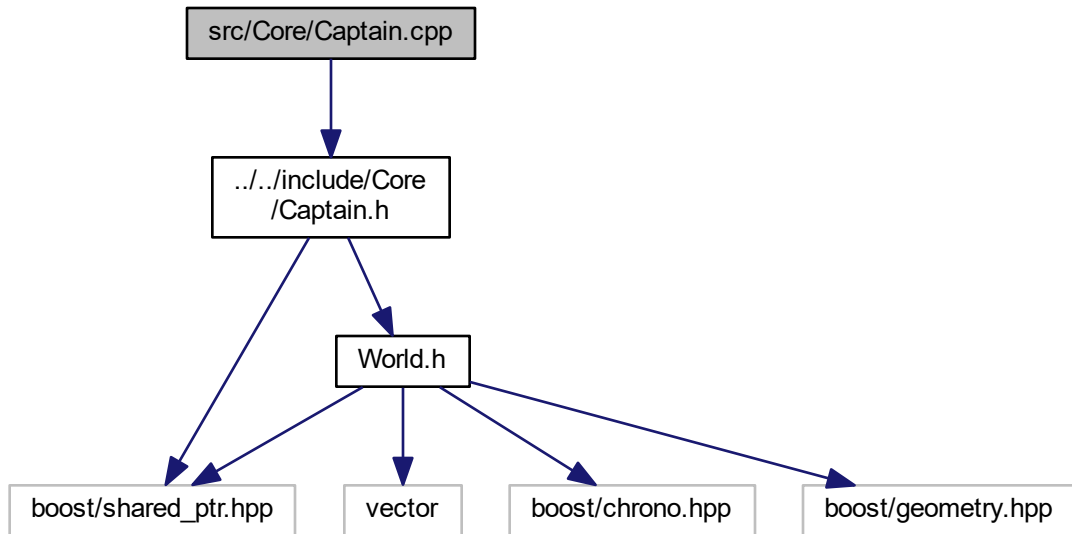 src/Core/Captain.cpp
../../include/Core
/Captain.h
World.h
boost/shared_ptr.hpp
vector
boost/chrono.hpp
boost/geometry.hpp